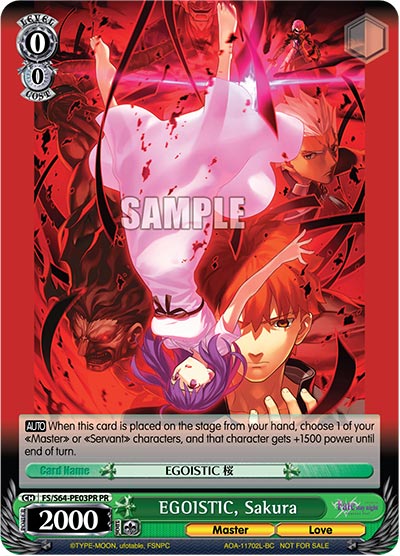 LEVEL
0
0
COST
SAMPLE
AUTO When this card is placed on the stage from your hand, choose 1 of your
«Master» or «Servant» characters, and that character gets +1500 power until
end of turn.
Card Name
EGOISTIC 桜
CH FS/S64-PE03PR PR
POWER 2000
EGOISTIC, Sakura
Master
Love
©TYPE-MOON, ufotable, FSNPC
AOA-11702L-BC NOT FOR SALE